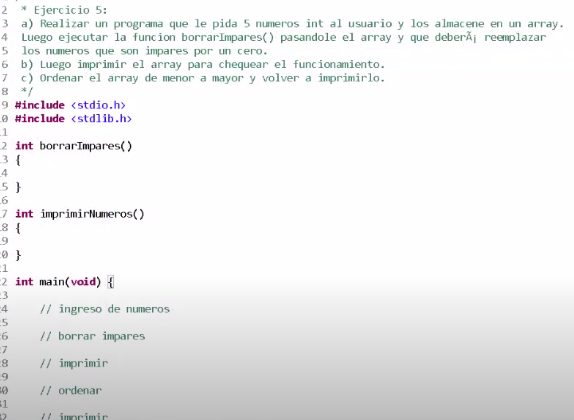 2  * Ejercicio 5:
3  a) Realizar un programa que le pida 5 numeros int al usuario y los almacene en un array.
4  Luego ejecutar la funcion borrarImpares() pasandole el array y que deberÃ¡ reemplazar
5  los numeros que son impares por un cero.
6  b) Luego imprimir el array para chequear el funcionamiento.
7  c) Ordenar el array de menor a mayor y volver a imprimirlo.
8  */
9 #include <stdio.h>
0 #include <stdlib.h>
1
2 int borrarImpares()
3 {
4
5 }
6
7 int imprimirNumeros()
8 {
9
0 }
1
2 int main(void) {
3
4     // ingreso de numeros
5
6     // borrar impares
7
8     // imprimir
9
0     // ordenar
1
2     // imprimir